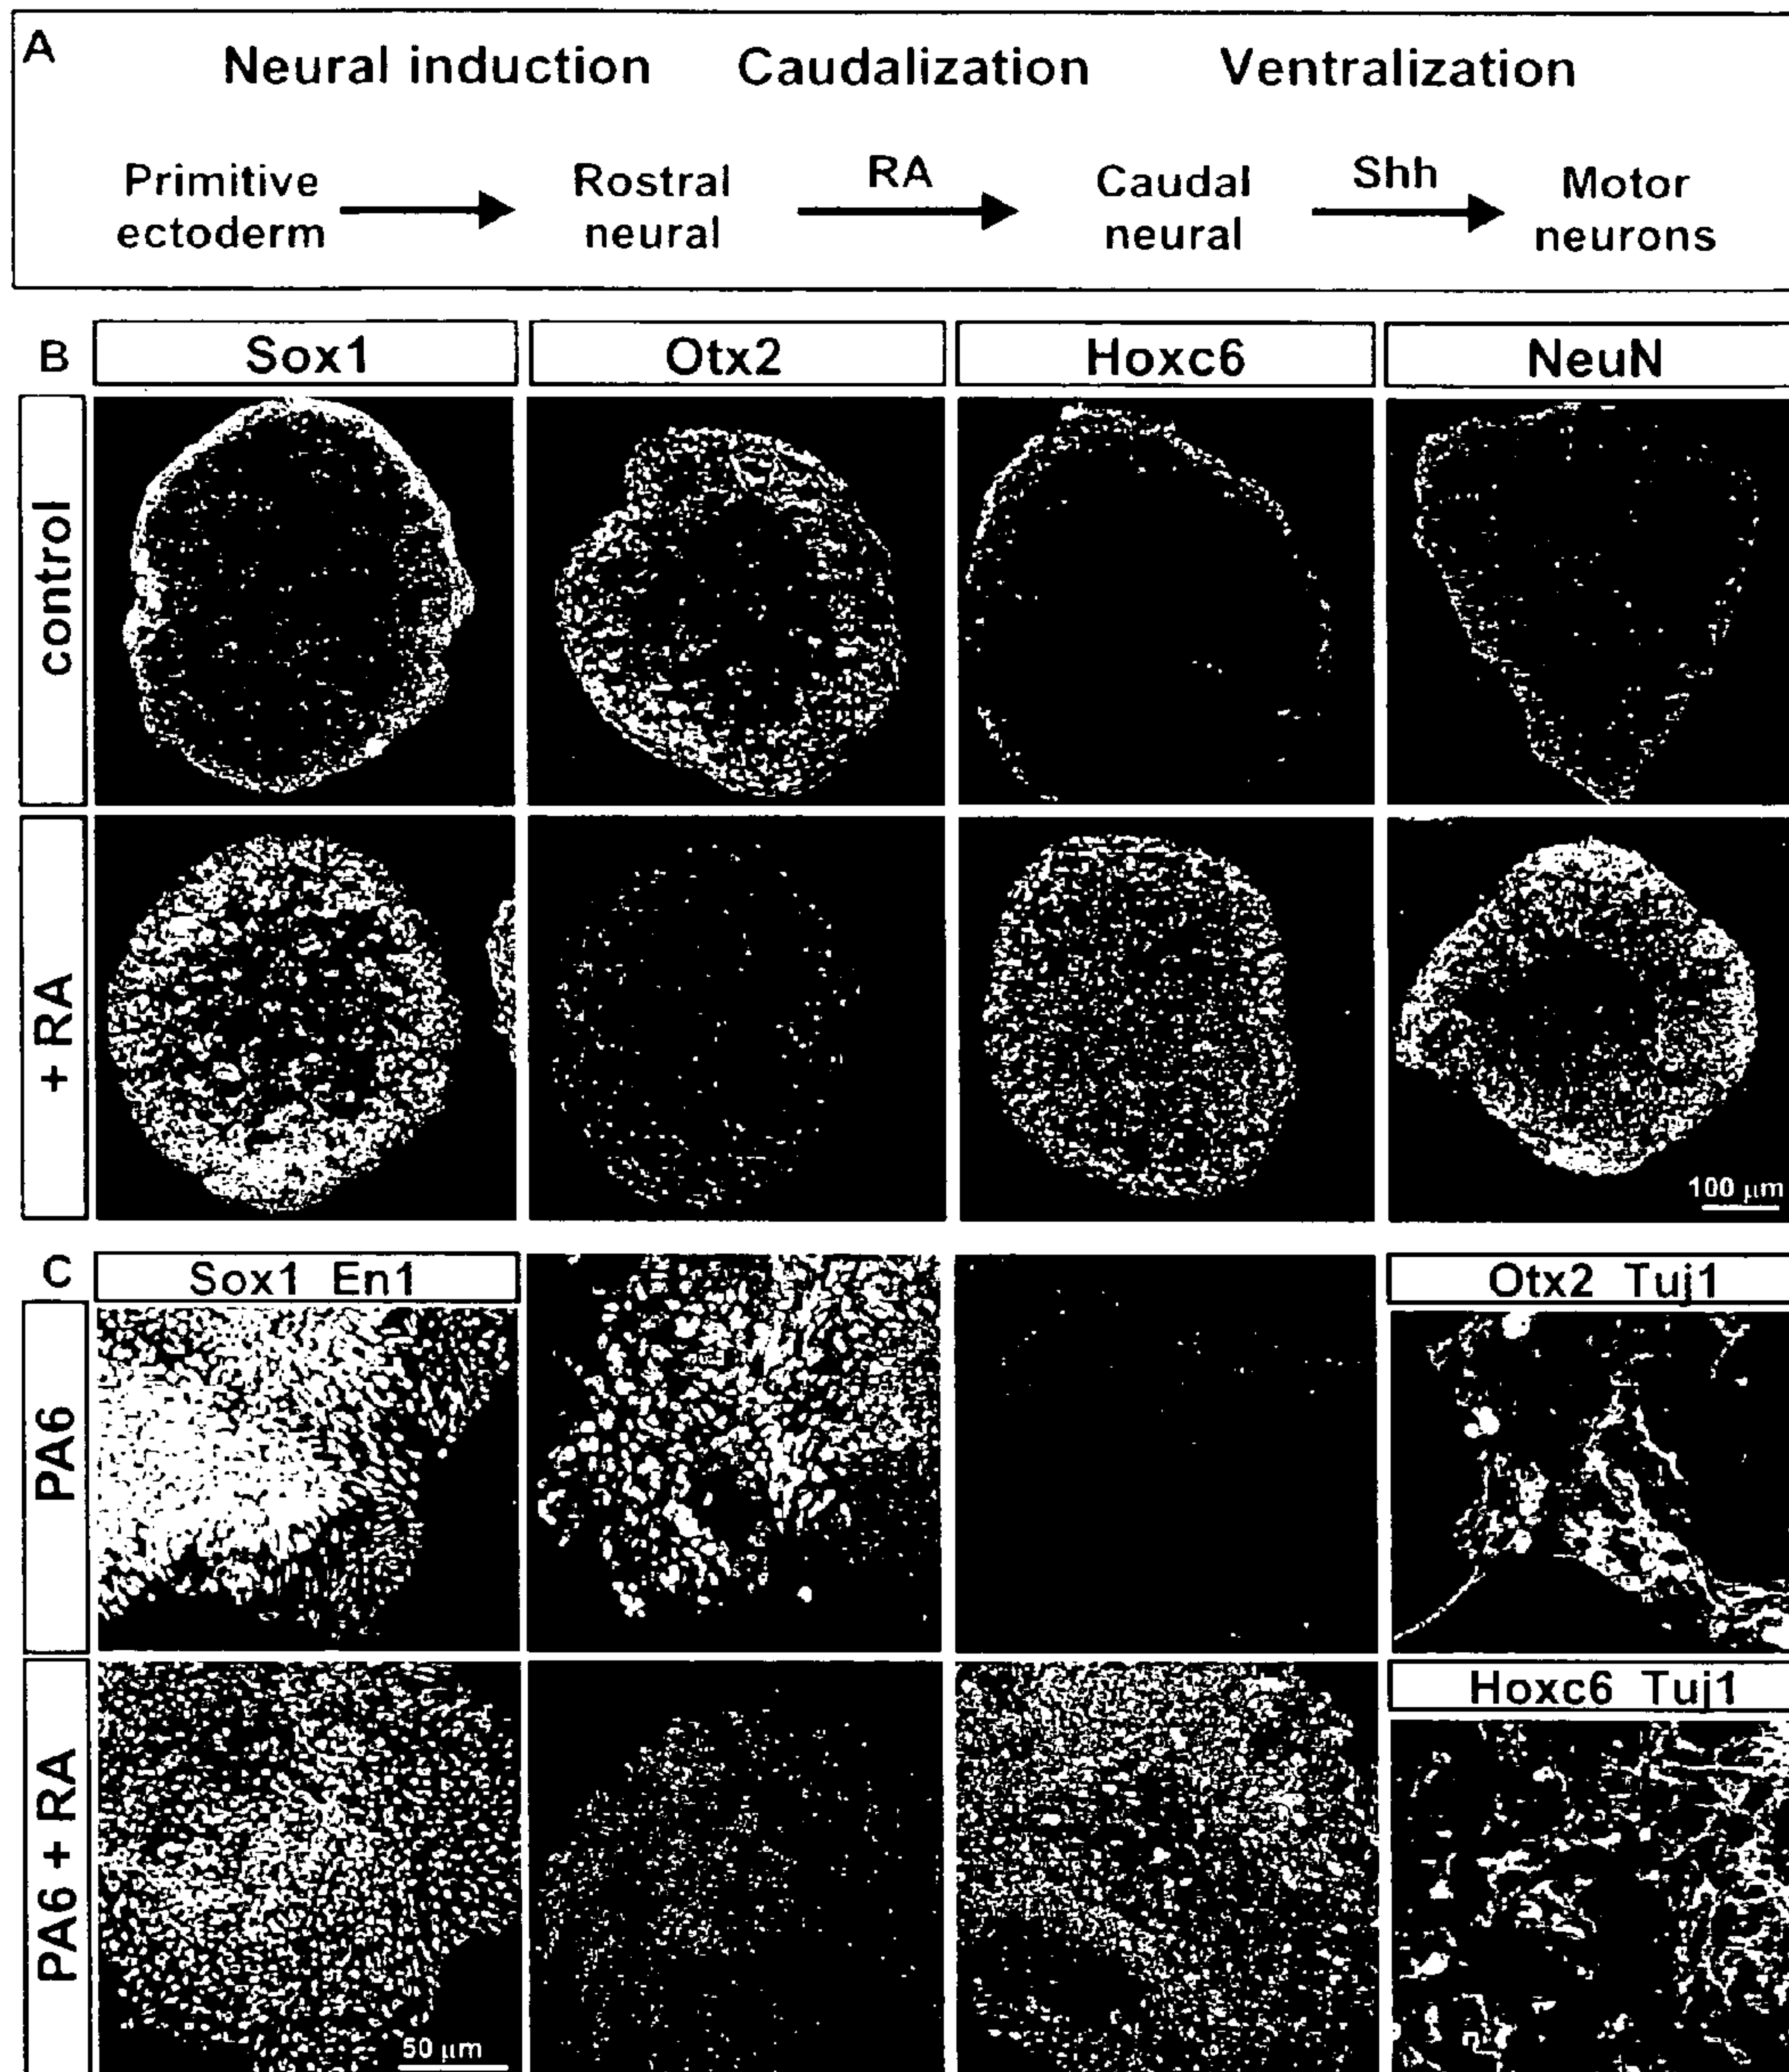 A
Neural induction Caudalization Ventralization
Primitive ectoderm
Rostral neural
RA
Caudal neural
Shh
Motor neurons
B
Sox1
Otx2
Hoxc6
NeuN
control
+ RA
100 μm
C
Sox1 En1
Otx2 Tuj1
PA6
Hoxc6 Tuj1
PA6 + RA
50 μm